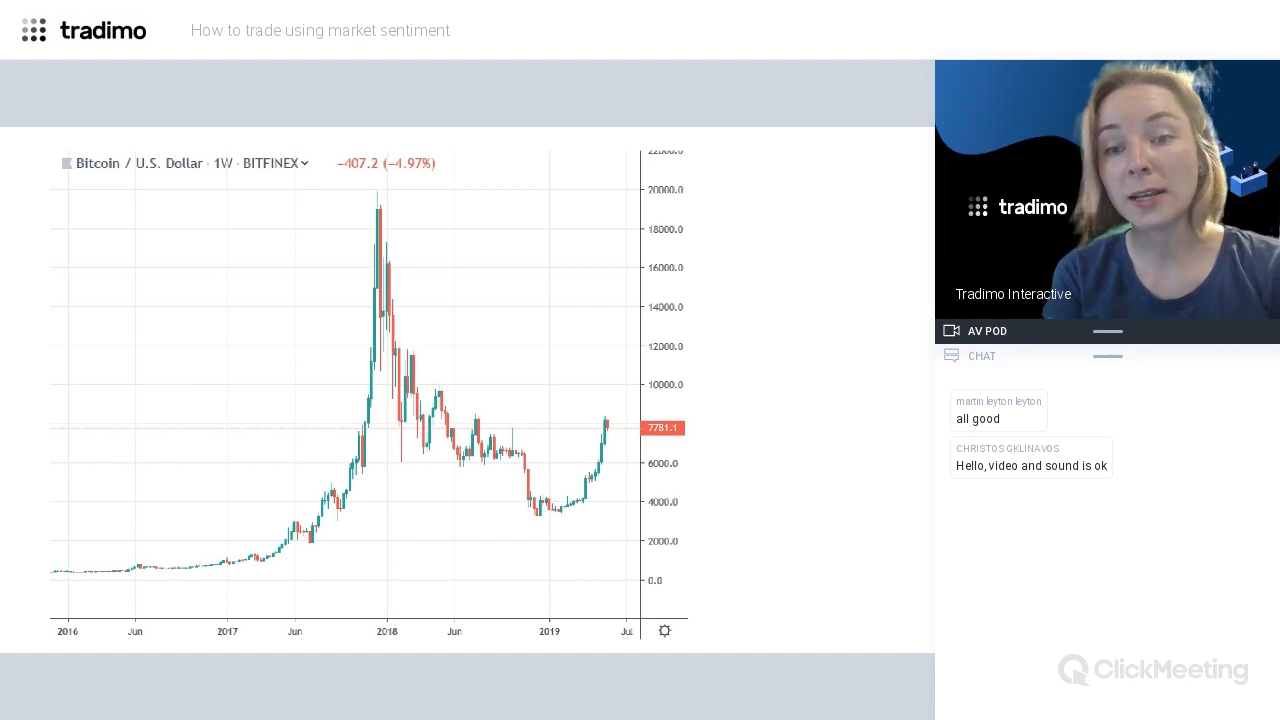 tradimo
How to trade using market sentiment
Bitcoin / U.S. Dollar · 1W · BITFINEX
−407.2 (−4.97%)
22000.0
20000.0
18000.0
16000.0
14000.0
12000.0
10000.0
7781.1
6000.0
4000.0
2000.0
0.0
2016 Jun 2017 Jun 2018 Jun 2019 Jul
tradimo
Tradimo Interactive
AV POD
CHAT
martin leyton leyton
all good
CHRISTOS GKLINAVOS
Hello, video and sound is ok
ClickMeeting